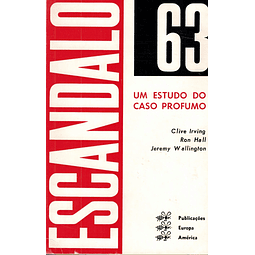 ESCANDALO
63
UM ESTUDO DO
CASO PROFUMO
Clive Irving
Ron Hall
Jeremy Wallington
Publicações
Europa
América